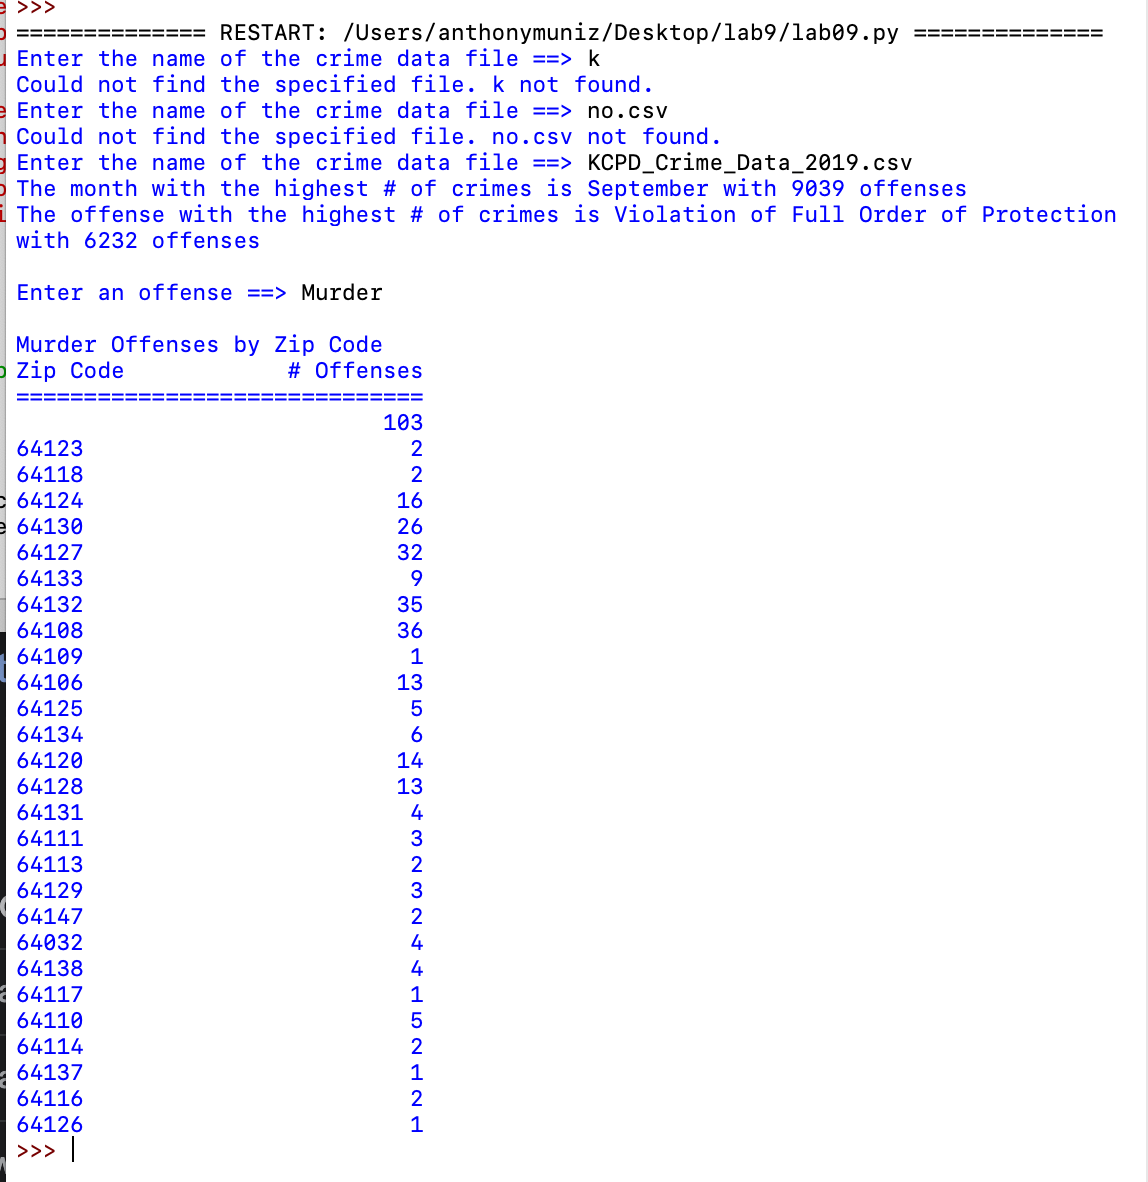 >>>
============== RESTART: /Users/anthonymuniz/Desktop/lab9/lab09.py ==============
Enter the name of the crime data file ==> k
Could not find the specified file. k not found.
Enter the name of the crime data file ==> no.csv
Could not find the specified file. no.csv not found.
Enter the name of the crime data file ==> KCPD_Crime_Data_2019.csv
The month with the highest # of crimes is September with 9039 offenses
The offense with the highest # of crimes is Violation of Full Order of Protection
with 6232 offenses
Enter an offense ==> Murder
Murder Offenses by Zip Code
Zip Code # Offenses
==============================
103
64123 2
64118 2
64124 16
64130 26
64127 32
64133 9
64132 35
64108 36
64109 1
64106 13
64125 5
64134 6
64120 14
64128 13
64131 4
64111 3
64113 2
64129 3
64147 2
64032 4
64138 4
64117 1
64110 5
64114 2
64137 1
64116 2
64126 1
>>>